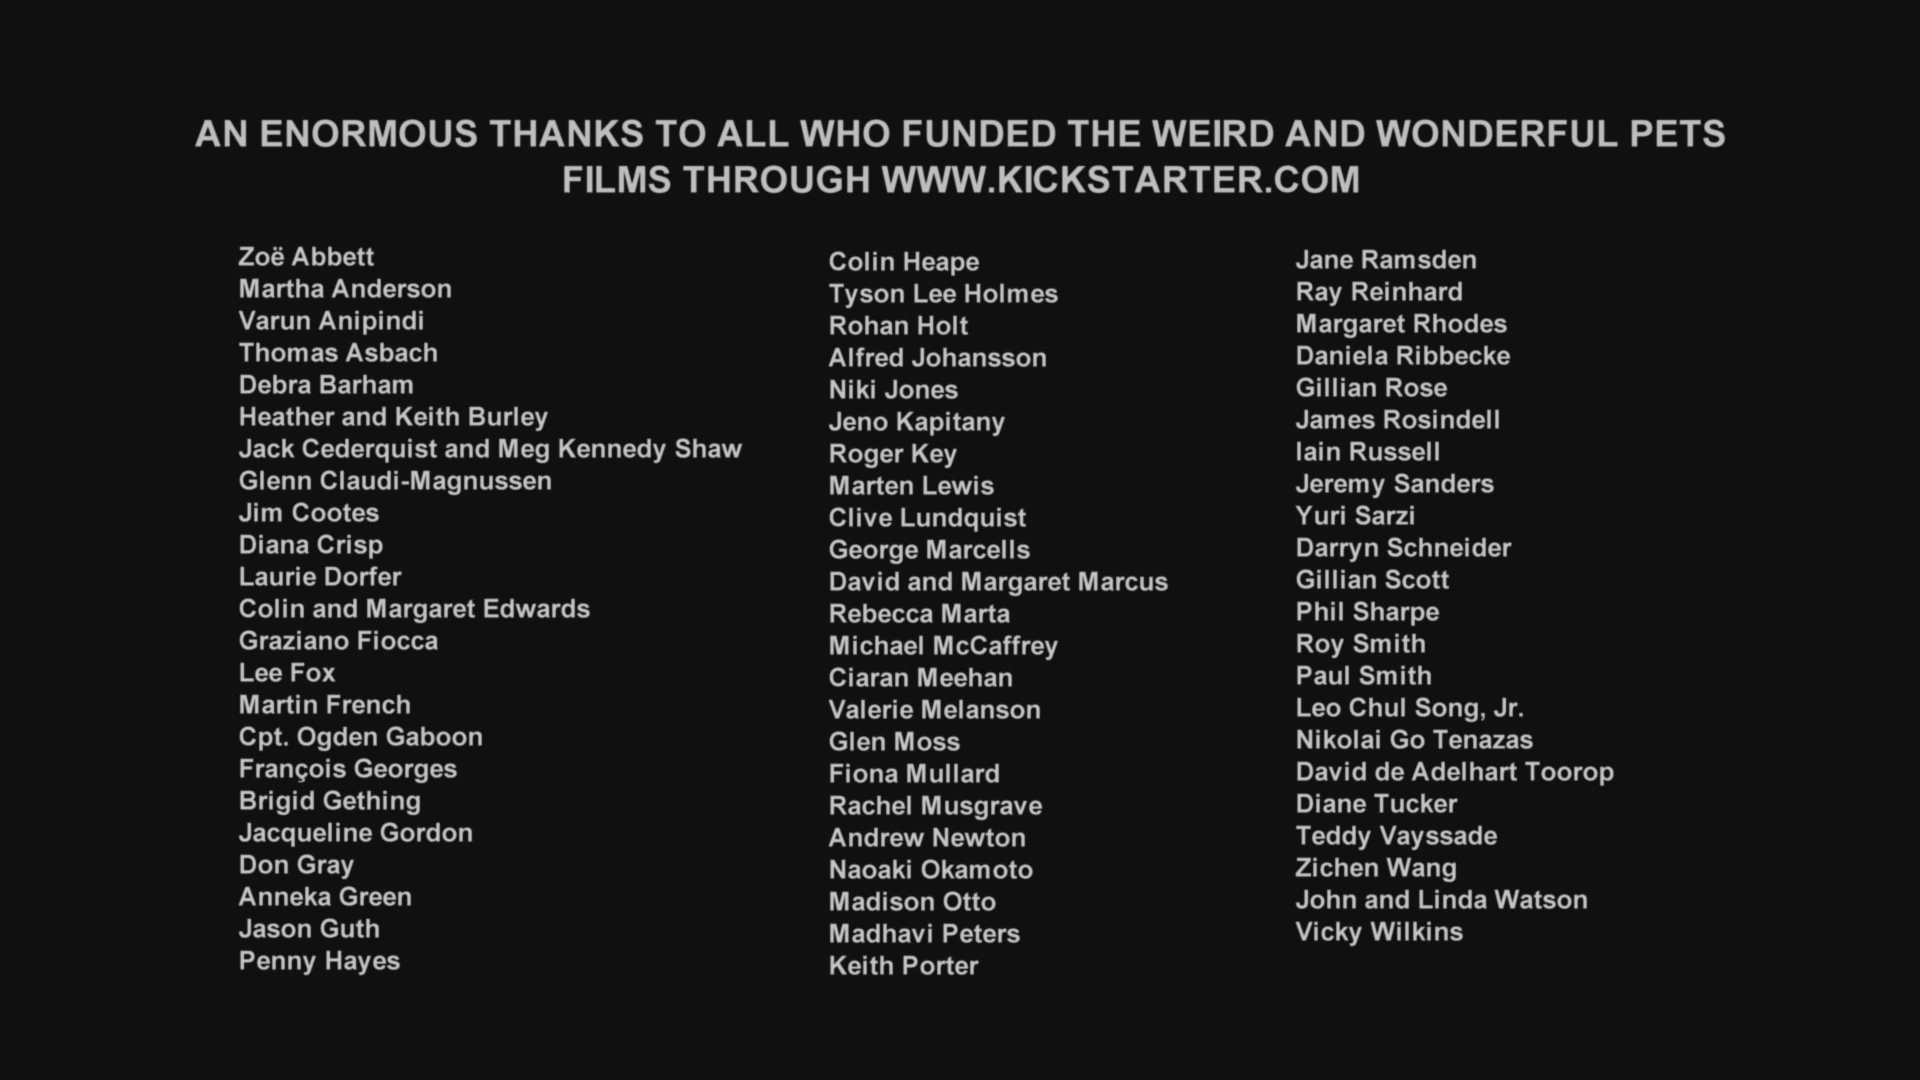 AN ENORMOUS THANKS TO ALL WHO FUNDED THE WEIRD AND WONDERFUL PETS
FILMS THROUGH WWW.KICKSTARTER.COM
Zoë Abbett
Martha Anderson
Varun Anipindi
Thomas Asbach
Debra Barham
Heather and Keith Burley
Jack Cederquist and Meg Kennedy Shaw
Glenn Claudi-Magnussen
Jim Cootes
Diana Crisp
Laurie Dorfer
Colin and Margaret Edwards
Graziano Fiocca
Lee Fox
Martin French
Cpt. Ogden Gaboon
François Georges
Brigid Gething
Jacqueline Gordon
Don Gray
Anneka Green
Jason Guth
Penny Hayes
Colin Heape
Tyson Lee Holmes
Rohan Holt
Alfred Johansson
Niki Jones
Jeno Kapitany
Roger Key
Marten Lewis
Clive Lundquist
George Marcells
David and Margaret Marcus
Rebecca Marta
Michael McCaffrey
Ciaran Meehan
Valerie Melanson
Glen Moss
Fiona Mullard
Rachel Musgrave
Andrew Newton
Naoaki Okamoto
Madison Otto
Madhavi Peters
Keith Porter
Jane Ramsden
Ray Reinhard
Margaret Rhodes
Daniela Ribbecke
Gillian Rose
James Rosindell
Iain Russell
Jeremy Sanders
Yuri Sarzi
Darryn Schneider
Gillian Scott
Phil Sharpe
Roy Smith
Paul Smith
Leo Chul Song, Jr.
Nikolai Go Tenazas
David de Adelhart Toorop
Diane Tucker
Teddy Vayssade
Zichen Wang
John and Linda Watson
Vicky Wilkins